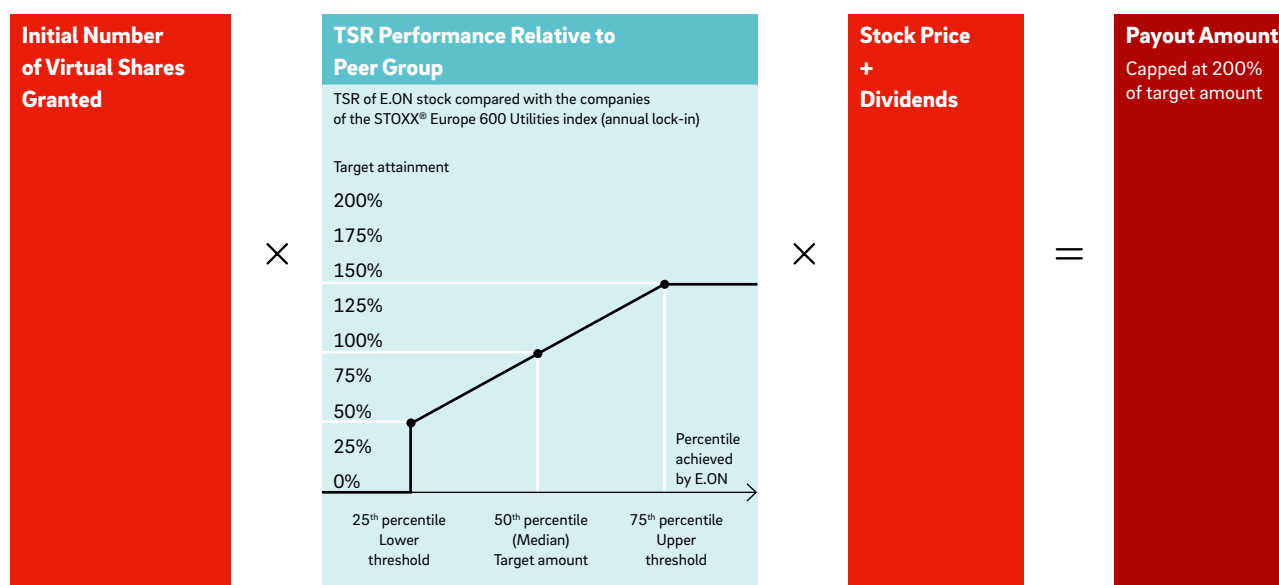 Initial Number
of Virtual Shares
Granted
×
TSR Performance Relative to
Peer Group
TSR of E.ON stock compared with the companies
of the STOXX® Europe 600 Utilities index (annual lock-in)
Target attainment
200%
175%
150%
125%
100%
75%
50%
25%
0%
Percentile
achieved
by E.ON
25th percentile
Lower
threshold
50th percentile
(Median)
Target amount
75th percentile
Upper
threshold
×
Stock Price
+
Dividends
=
Payout Amount
Capped at 200%
of target amount